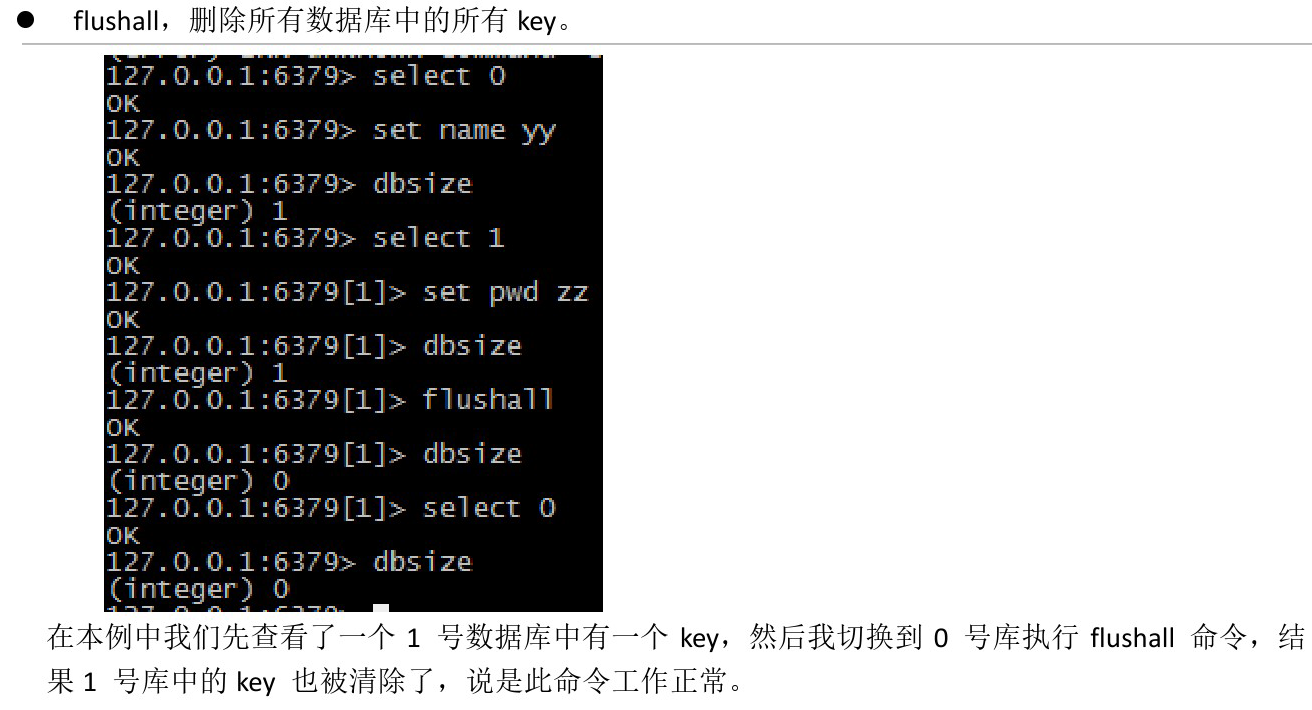 ● flushall，删除所有数据库中的所有 key。
127.0.0.1:6379> select 0
OK
127.0.0.1:6379> set name yy
OK
127.0.0.1:6379> dbsize
(integer) 1
127.0.0.1:6379> select 1
OK
127.0.0.1:6379[1]> set pwd zz
OK
127.0.0.1:6379[1]> dbsize
(integer) 1
127.0.0.1:6379[1]> flushall
OK
127.0.0.1:6379[1]> dbsize
(integer) 0
127.0.0.1:6379[1]> select 0
OK
127.0.0.1:6379> dbsize
(integer) 0
在本例中我们先查看了一个 1 号数据库中有一个 key，然后我切换到 0 号库执行 flushall 命令，结
果 1 号库中的 key 也被清除了，说是此命令工作正常。